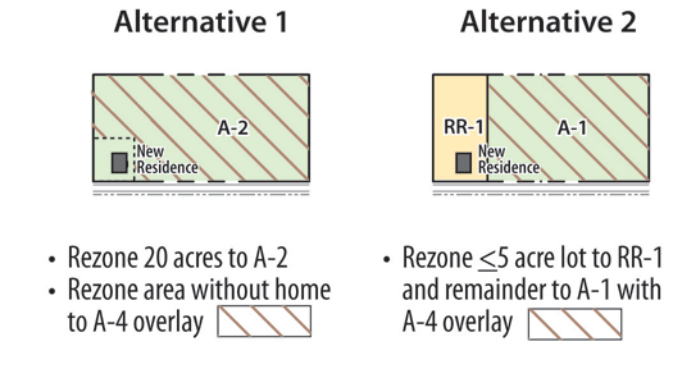 Alternative 1
A-2
New
Residence
• Rezone 20 acres to A-2
• Rezone area without home
to A-4 overlay
Alternative 2
RR-1
A-1
New
Residence
• Rezone ≤5 acre lot to RR-1
and remainder to A-1 with
A-4 overlay